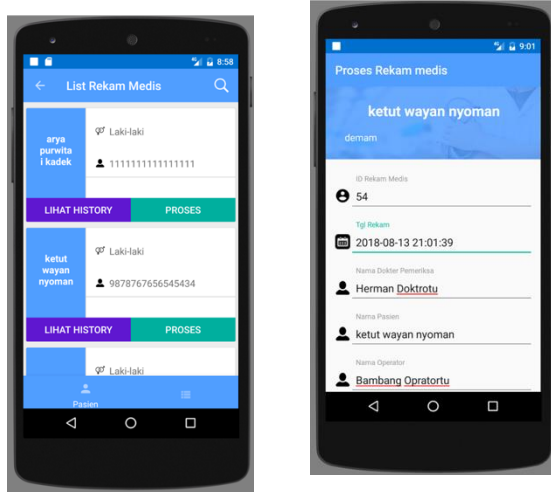 8:58
List Rekam Medis
arya
purwita
i kadek
Laki-laki
1111111111111111
LIHAT HISTORY
PROSES
ketut
wayan
nyoman
Laki-laki
9878767656545434
LIHAT HISTORY
PROSES
Laki-laki
Pasien
9:01
Proses Rekam medis
ketut wayan nyoman
demam
ID Rekam Medis
54
Tgl Rekam
2018-08-13 21:01:39
Nama Dokter Pemeriksa
Herman Doktrotu
Nama Pasien
ketut wayan nyoman
Nama Operator
Bambang Opratortu